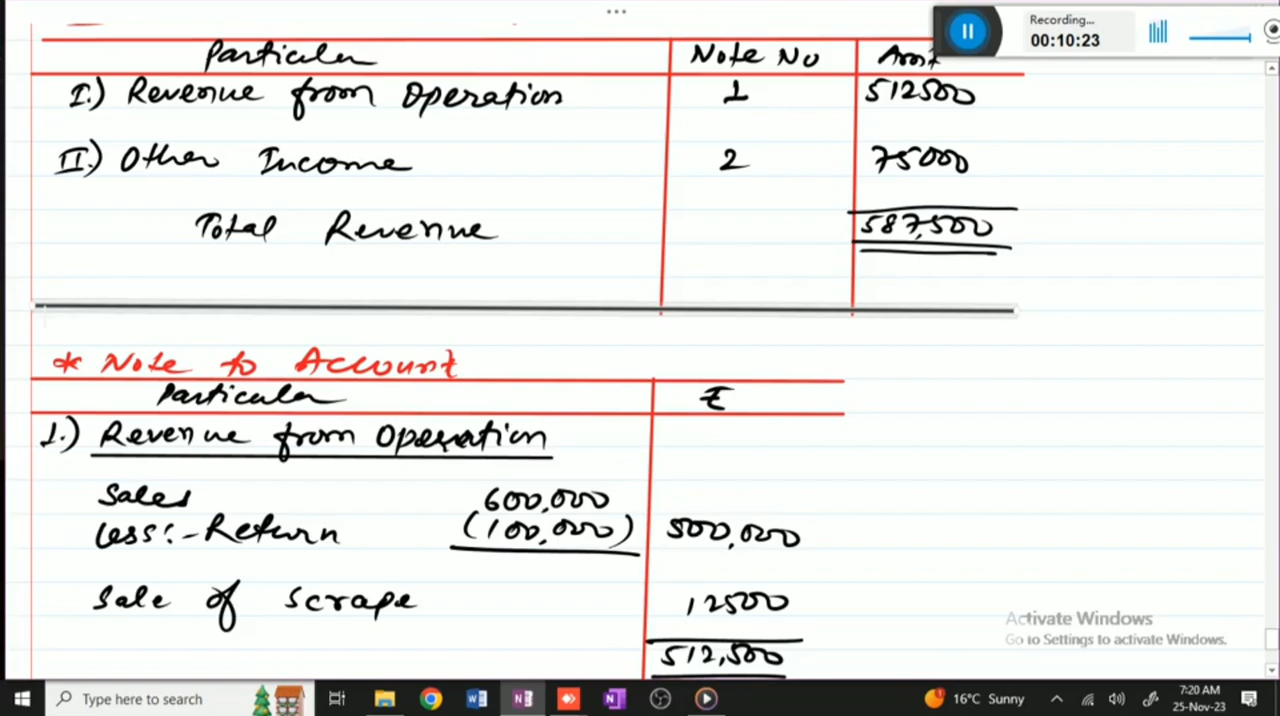 Recording...
00:10:23
Particular Note No Amt
I.) Revenue from Operation 1 512500
II.) Other Income 2 75000
Total Revenue 587,500
* Note to Account
Particular ₹
1.) Revenue from Operation
Sales 600,000
Less:- Return (100,000) 500,000
Sale of Scrape 12500
512,500
Activate Windows
Go to Settings to activate Windows.
Type here to search
16°C Sunny
7:20 AM
25-Nov-23